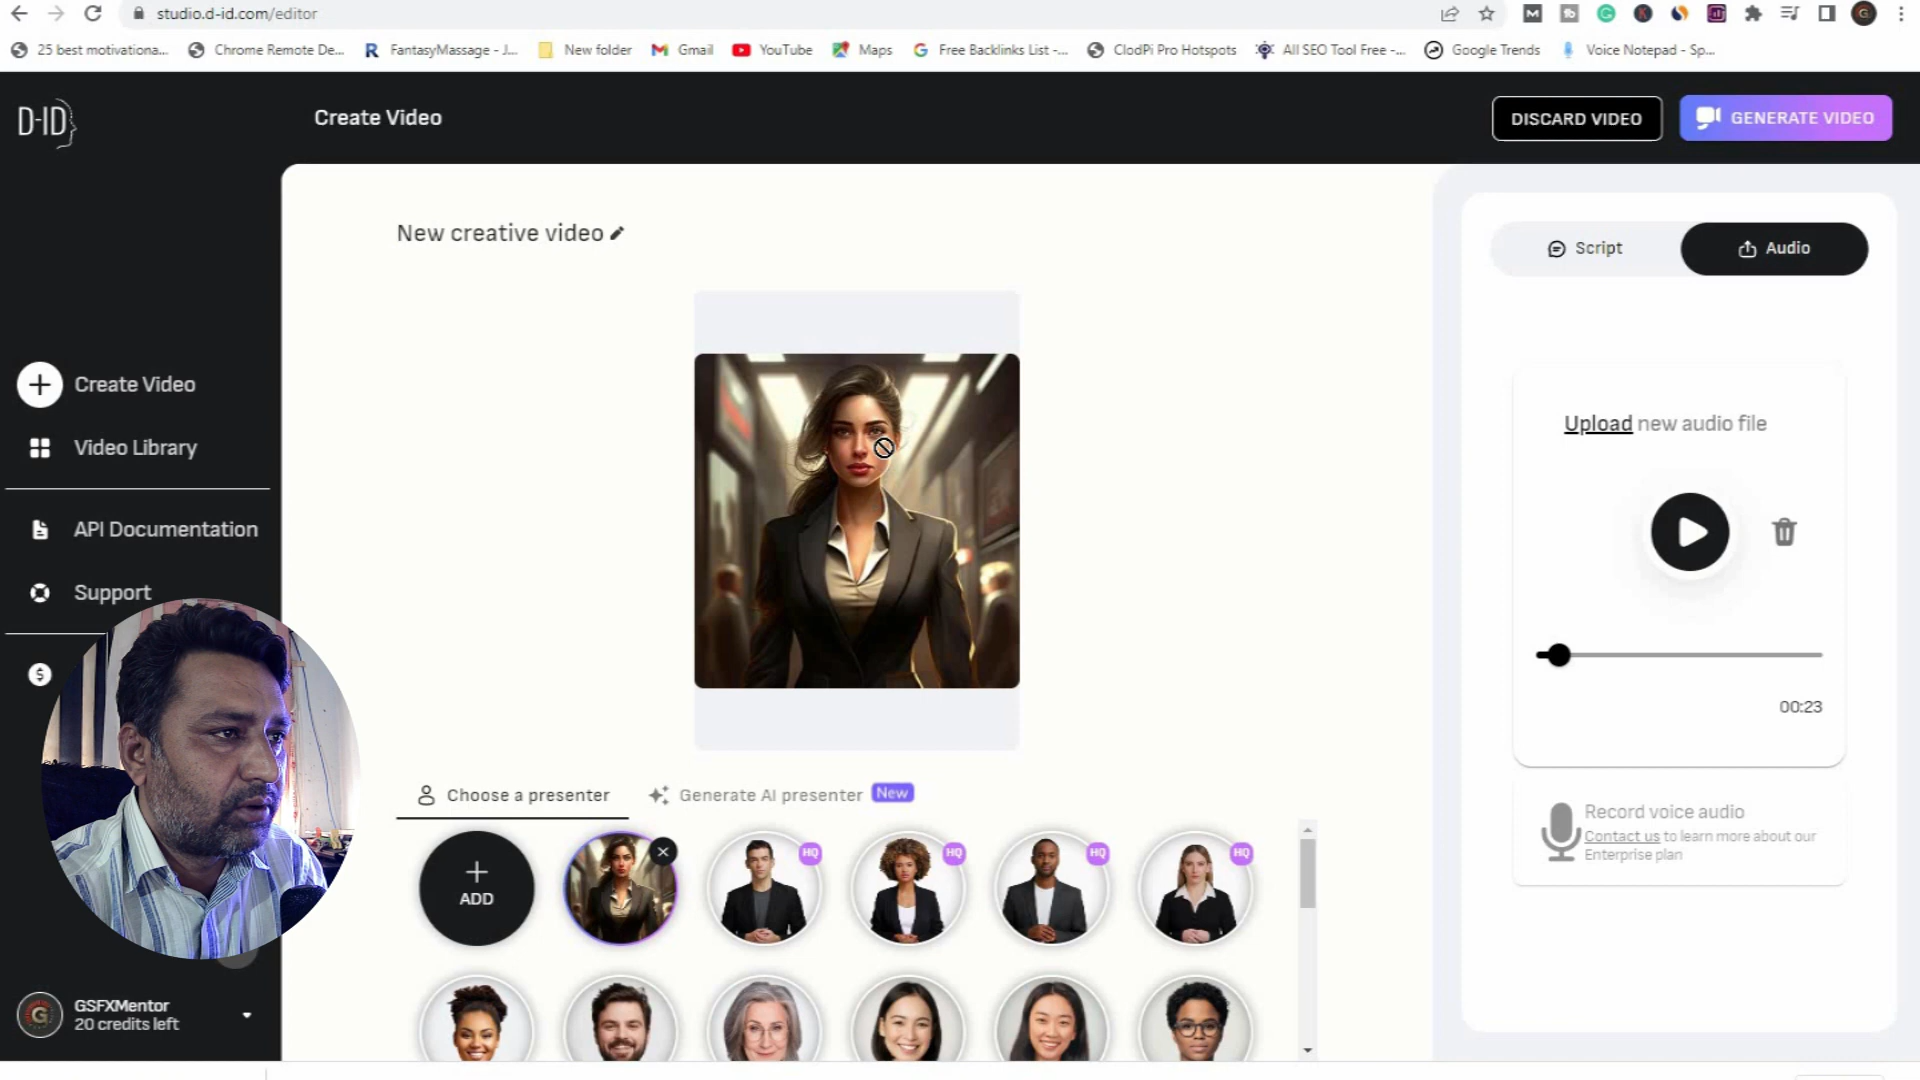 studio.d-id.com/editor
25 best motivationa...
Chrome Remote De...
FantasyMassage - J...
New folder
Gmail
YouTube
Maps
Free Backlinks List -...
ClodPi Pro Hotspots
All SEO Tool Free -...
Google Trends
Voice Notepad - Sp...
D-ID
Create Video
DISCARD VIDEO
GENERATE VIDEO
New creative video
Script
Audio
Create Video
Video Library
API Documentation
Support
Upload new audio file
00:23
Choose a presenter
Generate AI presenter
New
Record voice audio
Contact us to learn more about our
Enterprise plan
ADD
HQ
HQ
HQ
HQ
GSFXMentor
20 credits left